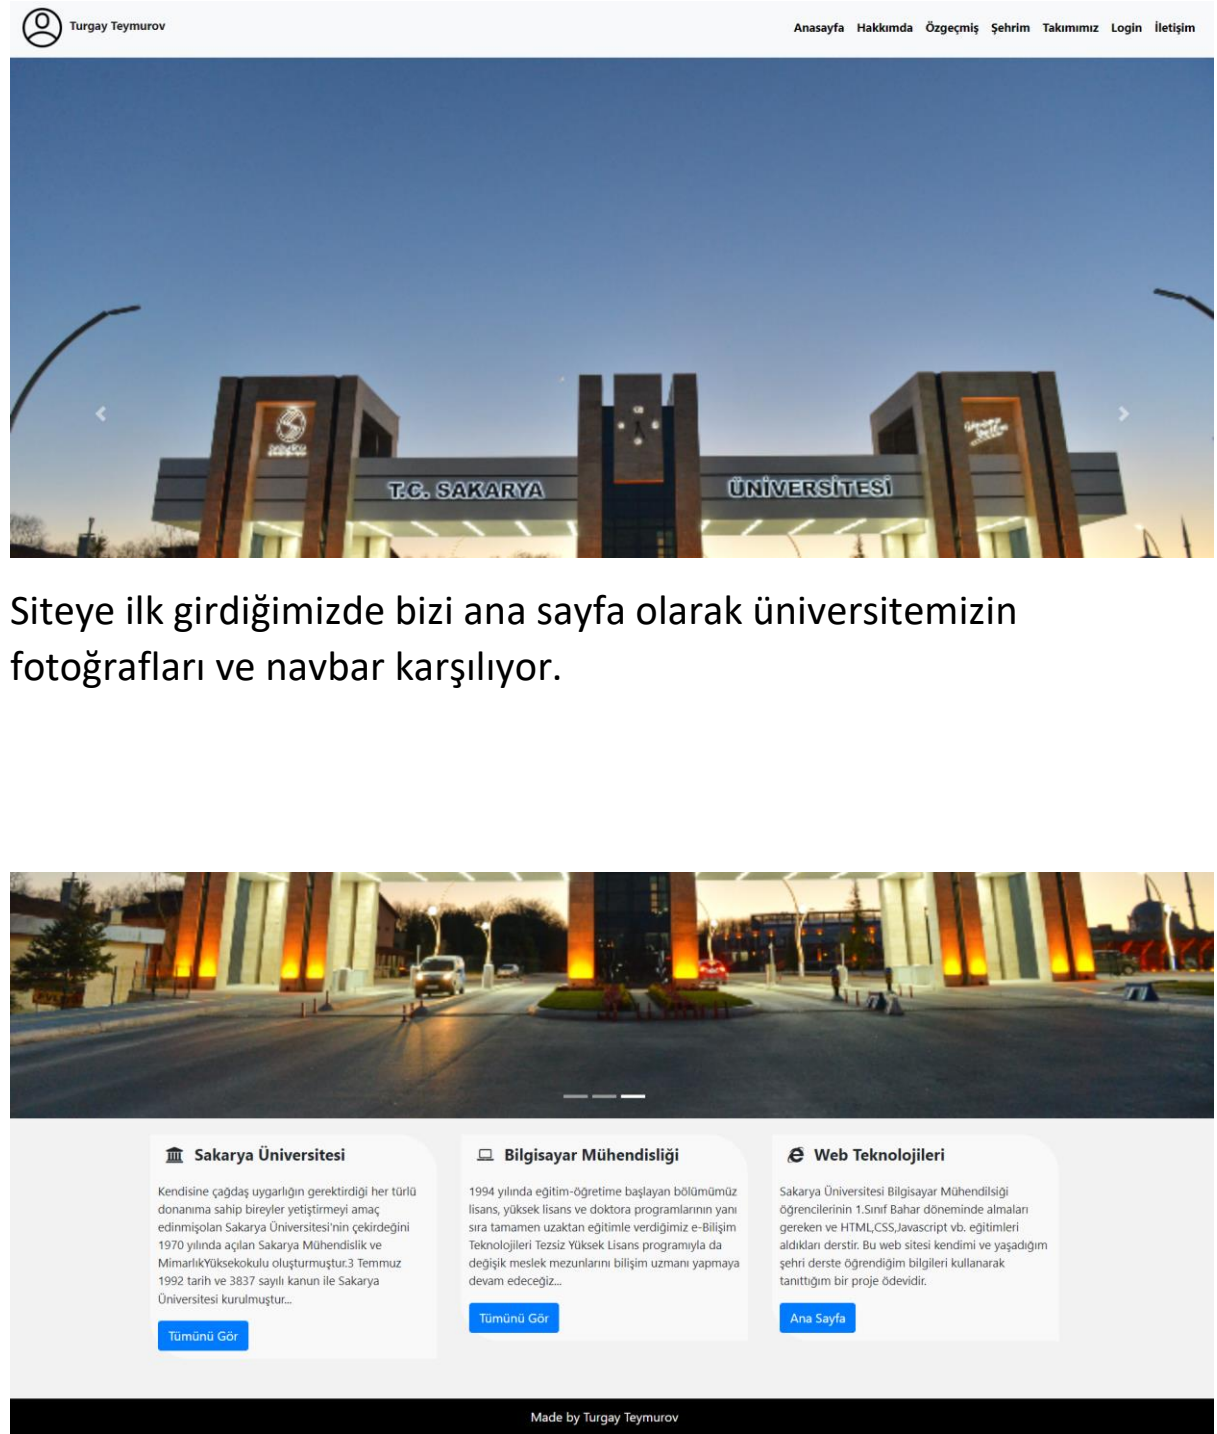 Turgay Teymurov
Anasayfa Hakkımda Özgeçmiş Şehrim Takımımız Login İletişim
T.C. SAKARYA ÜNİVERSİTESİ
Siteye ilk girdiğimizde bizi ana sayfa olarak üniversitemizin
fotoğrafları ve navbar karşılıyor.
Sakarya Üniversitesi
Kendisine çağdaş uygarlığın gerektirdiği her türlü
donanıma sahip bireyler yetiştirmeyi amaç
edinmişolan Sakarya Üniversitesi'nin çekirdeğini
1970 yılında açılan Sakarya Mühendislik ve
MimarlıkYüksekokulu oluşturmuştur.3 Temmuz
1992 tarih ve 3837 sayılı kanun ile Sakarya
Üniversitesi kurulmuştur...
Tümünü Gör
Bilgisayar Mühendisliği
1994 yılında eğitim-öğretime başlayan bölümümüz
lisans, yüksek lisans ve doktora programlarının yanı
sıra tamamen uzaktan eğitimle verdiğimiz e-Bilişim
Teknolojileri Tezsiz Yüksek Lisans programıyla da
değişik meslek mezunlarını bilişim uzmanı yapmaya
devam edeceğiz...
Tümünü Gör
Web Teknolojileri
Sakarya Üniversitesi Bilgisayar Mühendilsiği
öğrencilerinin 1.Sınıf Bahar döneminde almaları
gereken ve HTML,CSS,Javascript vb. eğitimleri
aldıkları derstir. Bu web sitesi kendimi ve yaşadığım
şehri derste öğrendiğim bilgileri kullanarak
tanıttığım bir proje ödevidir.
Ana Sayfa
Made by Turgay Teymurov